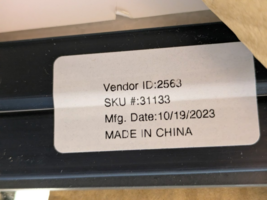 Vendor ID:2563
SKU #:31133
Mfg. Date:10/19/2023
MADE IN CHINA